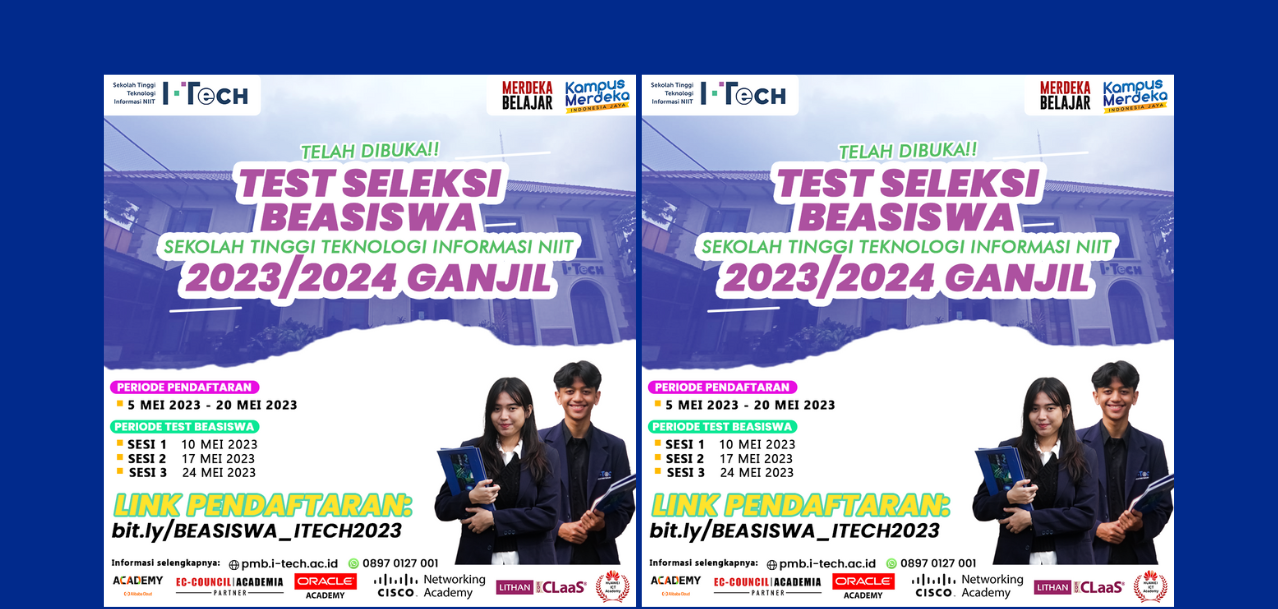 Sekolah Tinggi
Teknologi
Informasi NIIT
I-TECH
MERDEKA
BELAJAR
Kampus
Merdeka
INDONESIA JAYA
TELAH DIBUKA!!
TEST SELEKSI
BEASISWA
SEKOLAH TINGGI TEKNOLOGI INFORMASI NIIT
2023/2024 GANJIL
I-TECH
PERIODE PENDAFTARAN
5 MEI 2023 - 20 MEI 2023
PERIODE TEST BEASISWA
SESI 1 10 MEI 2023
SESI 2 17 MEI 2023
SESI 3 24 MEI 2023
LINK PENDAFTARAN:
bit.ly/BEASISWA_ITECH2023
Informasi selengkapnya: pmb.i-tech.ac.id 0897 0127 001
ACADEMY
EC-COUNCIL ACADEMIA
PARTNER
ORACLE
ACADEMY
CISCO Networking
Academy
LITHAN CLaaS
HUAWEI
ICT
Academy
Sekolah Tinggi
Teknologi
Informasi NIIT
I-TECH
MERDEKA
BELAJAR
Kampus
Merdeka
INDONESIA JAYA
TELAH DIBUKA!!
TEST SELEKSI
BEASISWA
SEKOLAH TINGGI TEKNOLOGI INFORMASI NIIT
2023/2024 GANJIL
I-TECH
PERIODE PENDAFTARAN
5 MEI 2023 - 20 MEI 2023
PERIODE TEST BEASISWA
SESI 1 10 MEI 2023
SESI 2 17 MEI 2023
SESI 3 24 MEI 2023
LINK PENDAFTARAN:
bit.ly/BEASISWA_ITECH2023
Informasi selengkapnya: pmb.i-tech.ac.id 0897 0127 001
ACADEMY
EC-COUNCIL ACADEMIA
PARTNER
ORACLE
ACADEMY
CISCO Networking
Academy
LITHAN CLaaS
HUAWEI
ICT
Academy